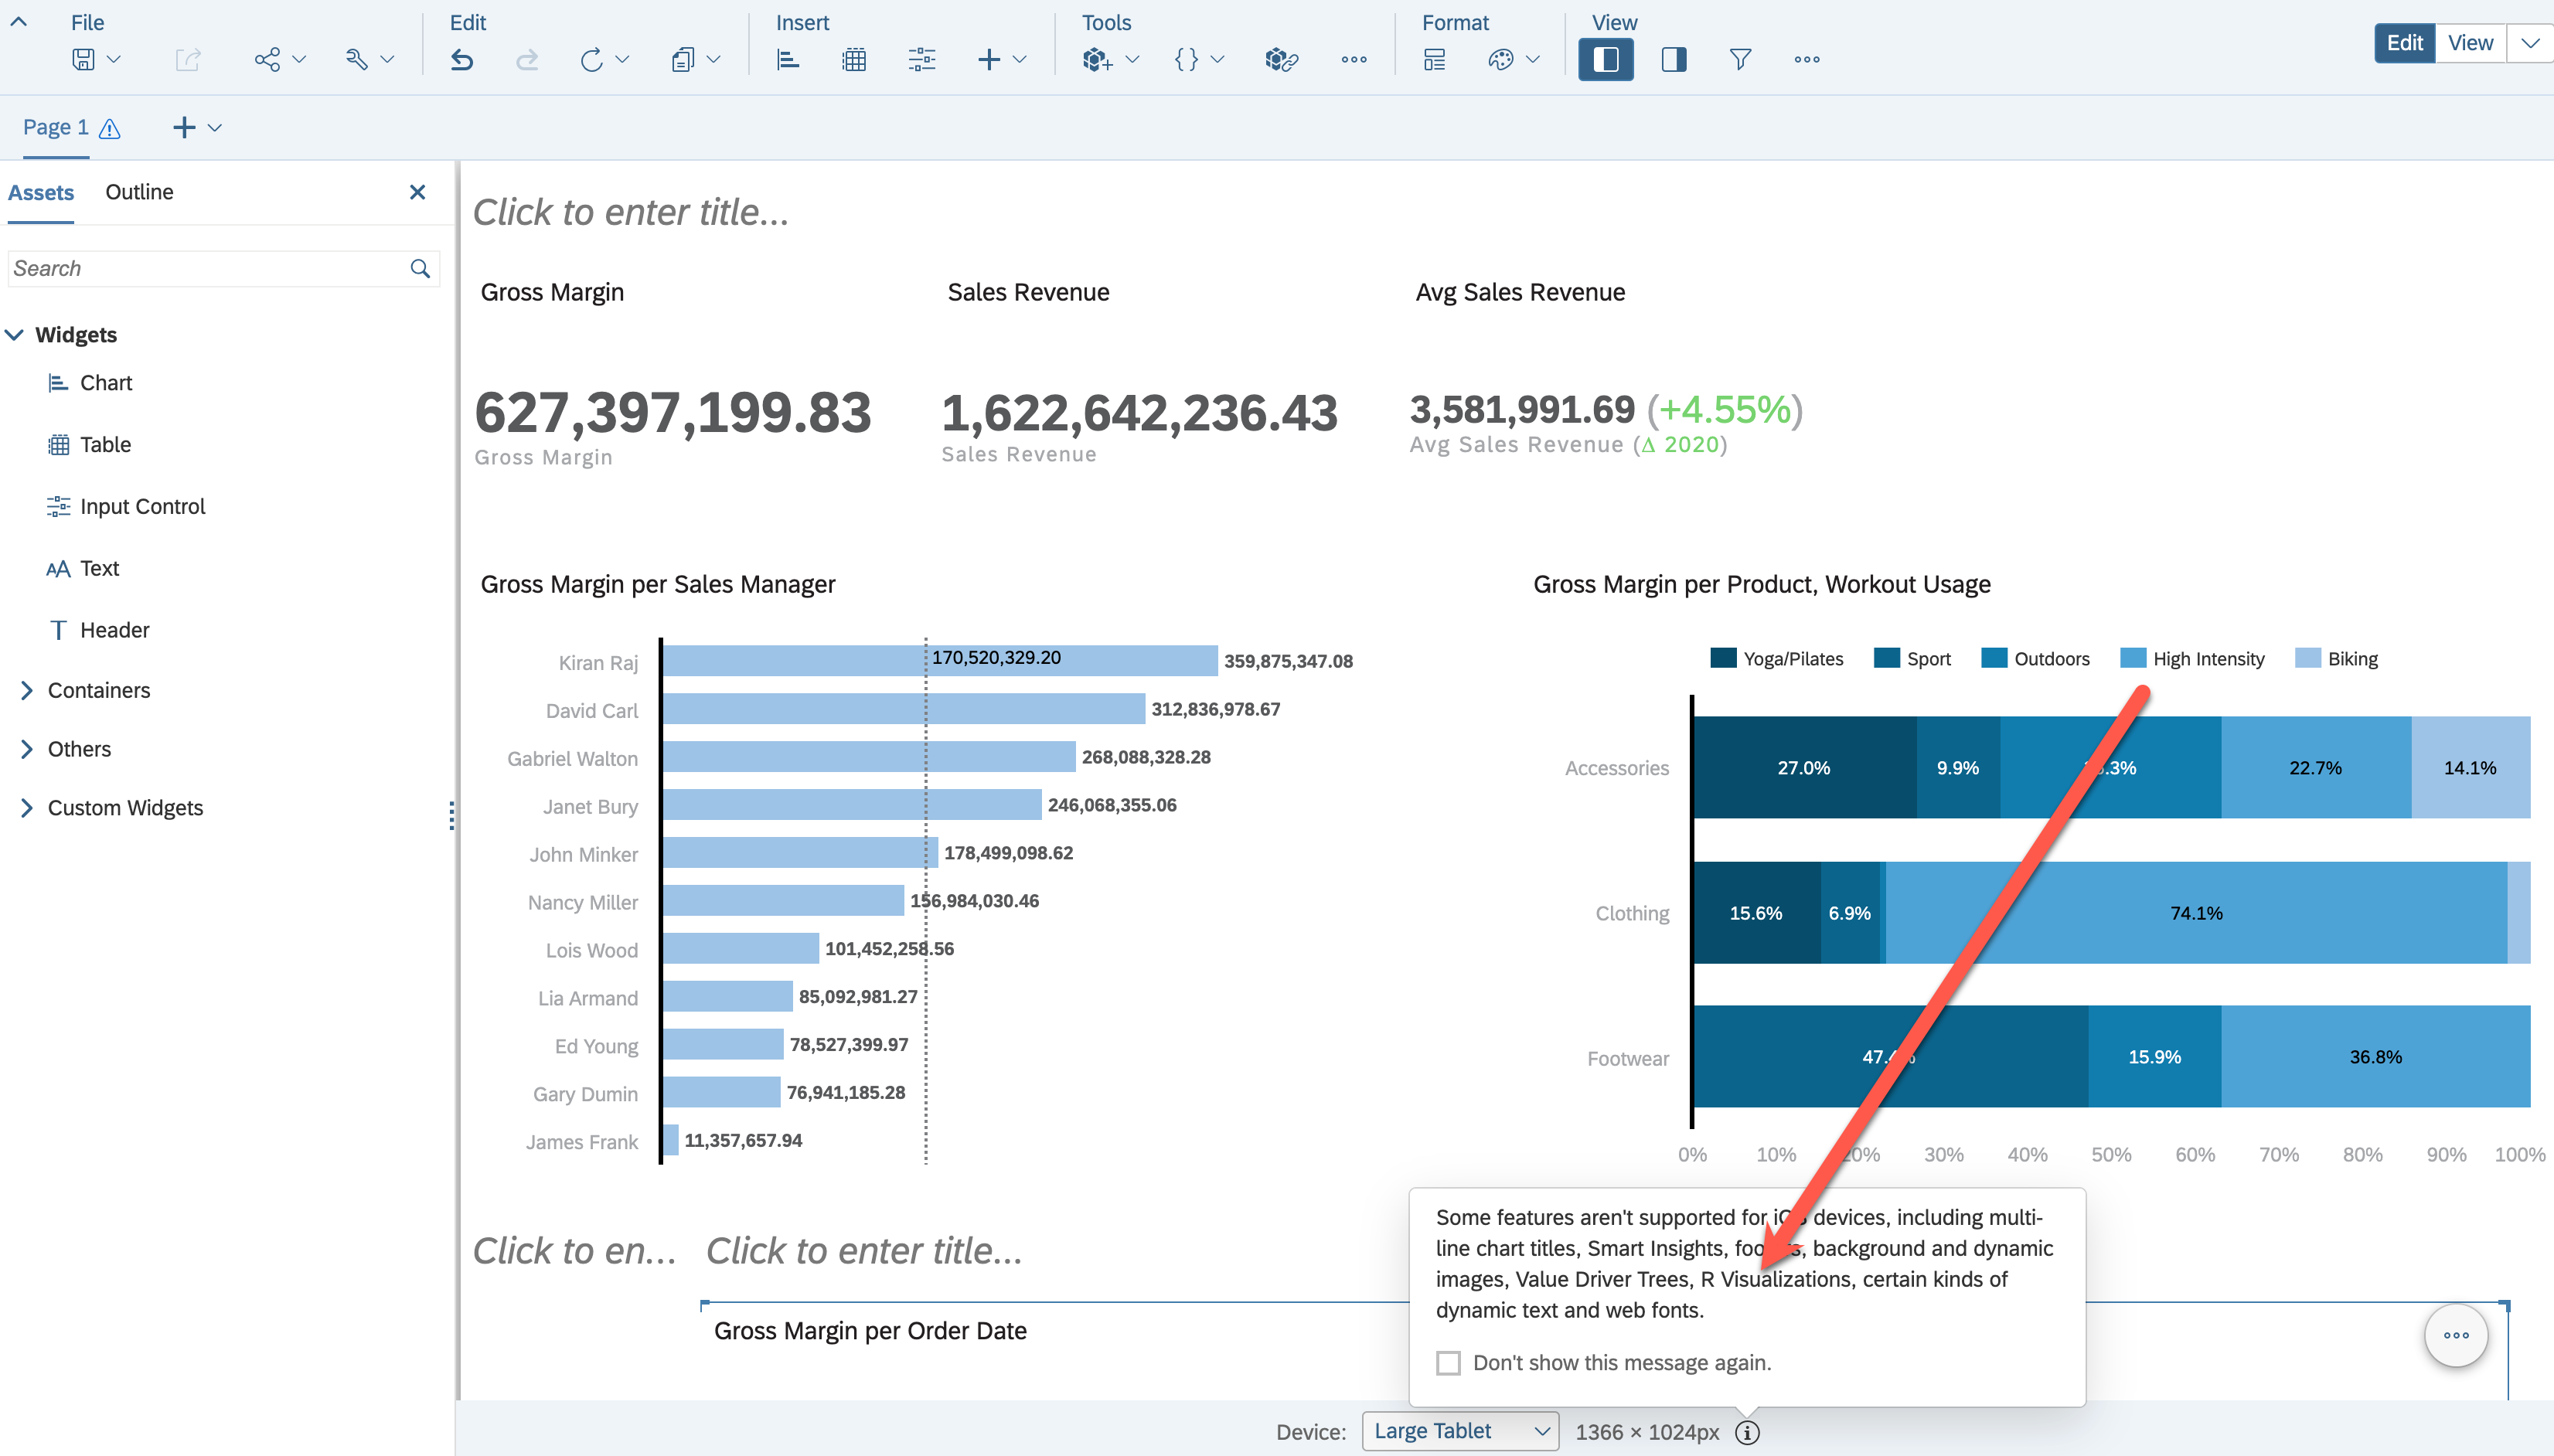 File
Edit
Insert
Tools
Format
View
Edit
View
Page 1
Assets
Outline
Search
Widgets
Chart
Table
Input Control
Text
Header
Containers
Others
Custom Widgets
Click to enter title...
Gross Margin
Sales Revenue
Avg Sales Revenue
627,397,199.83
Gross Margin
1,622,642,236.43
Sales Revenue
3,581,991.69 (+4.55%)
Avg Sales Revenue (Δ 2020)
Gross Margin per Sales Manager
Kiran Raj
170,520,329.20
359,875,347.08
David Carl
312,836,978.67
Gabriel Walton
268,088,328.28
Janet Bury
246,068,355.06
John Minker
178,499,098.62
Nancy Miller
156,984,030.46
Lois Wood
101,452,258.56
Lia Armand
85,092,981.27
Ed Young
78,527,399.97
Gary Dumin
76,941,185.28
James Frank
11,357,657.94
Gross Margin per Product, Workout Usage
Yoga/Pilates
Sport
Outdoors
High Intensity
Biking
Accessories
27.0%
9.9%
22.7%
14.1%
Clothing
15.6%
6.9%
74.1%
Footwear
15.9%
36.8%
0%
10%
20%
30%
40%
50%
60%
70%
80%
90%
100%
Click to en...
Click to enter title...
Gross Margin per Order Date
Some features aren't supported for iOS devices, including multi-
line chart titles, Smart Insights, footers, background and dynamic
images, Value Driver Trees, R Visualizations, certain kinds of
dynamic text and web fonts.
Don't show this message again.
Device:
Large Tablet
1366 × 1024px